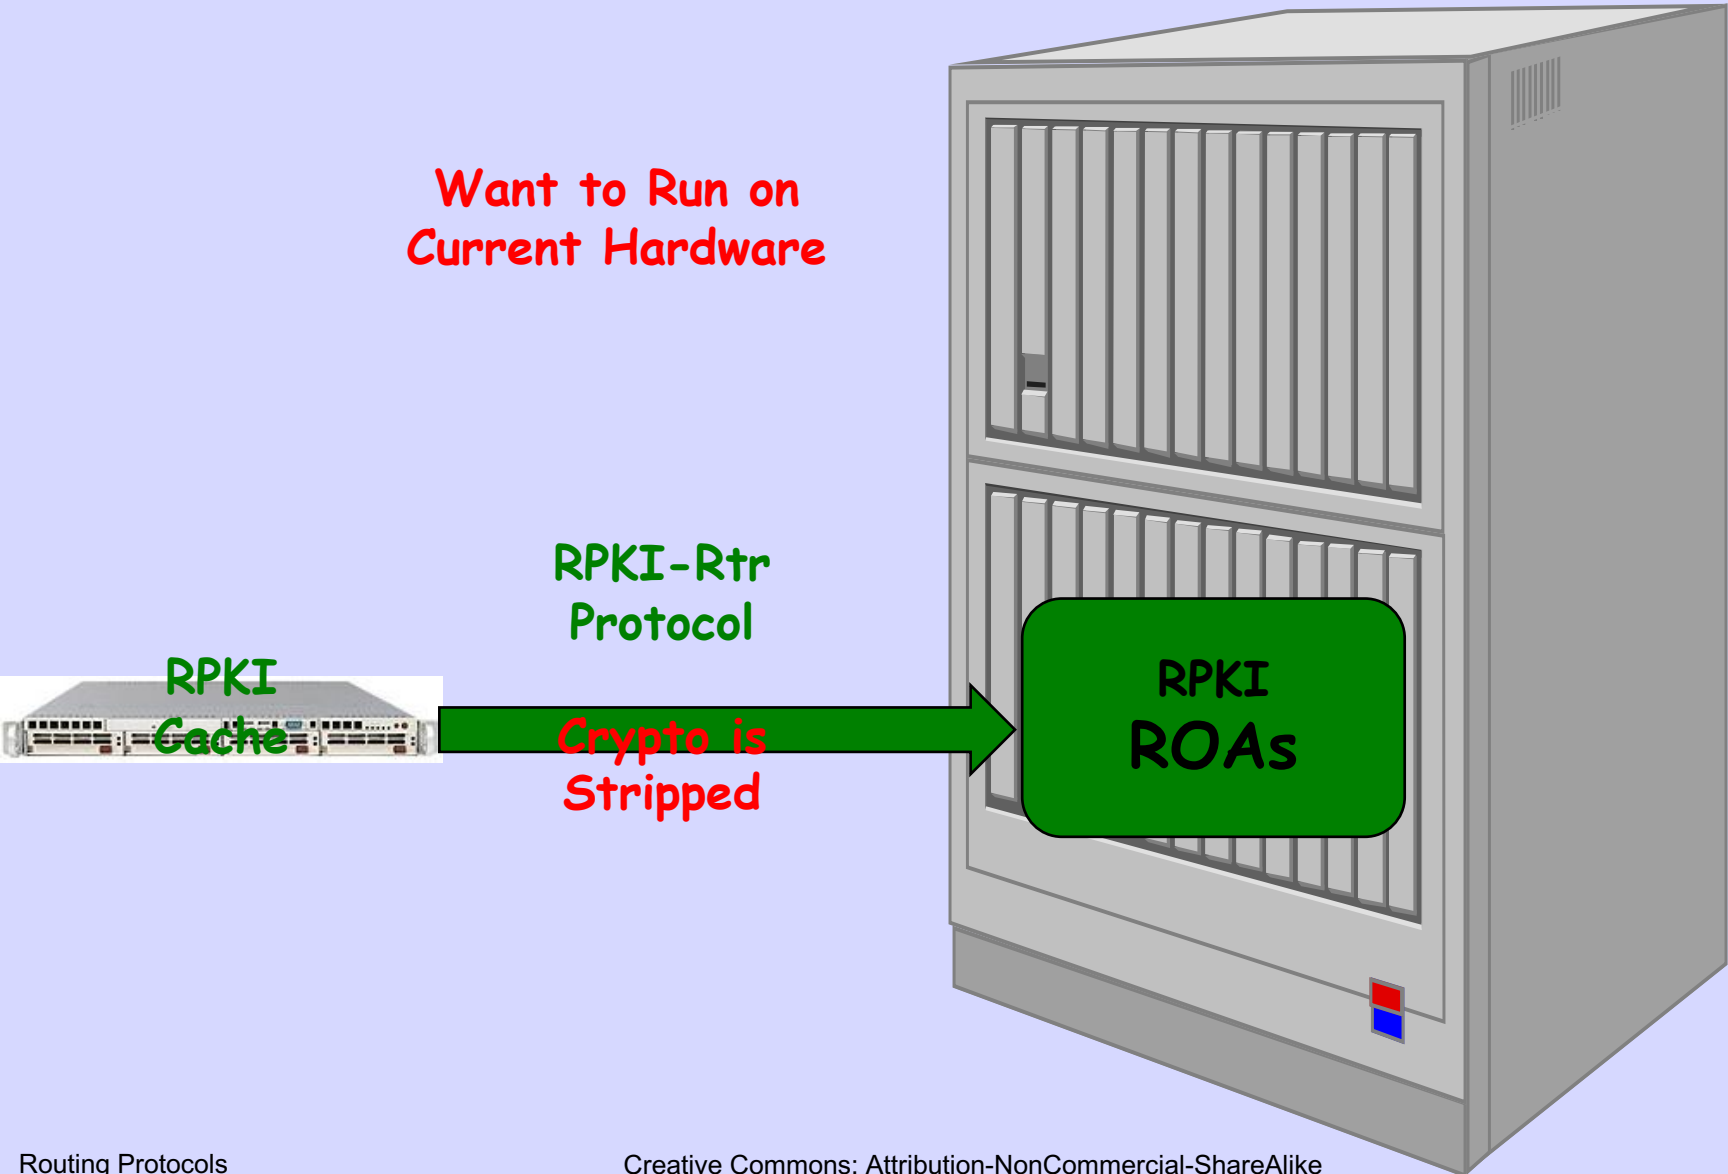 Want to Run on
Current Hardware
RPKI-Rtr
Protocol
RPKI
Cache
Crypto is
Stripped
RPKI
ROAs
Routing Protocols
Creative Commons: Attribution-NonCommercial-ShareAlike